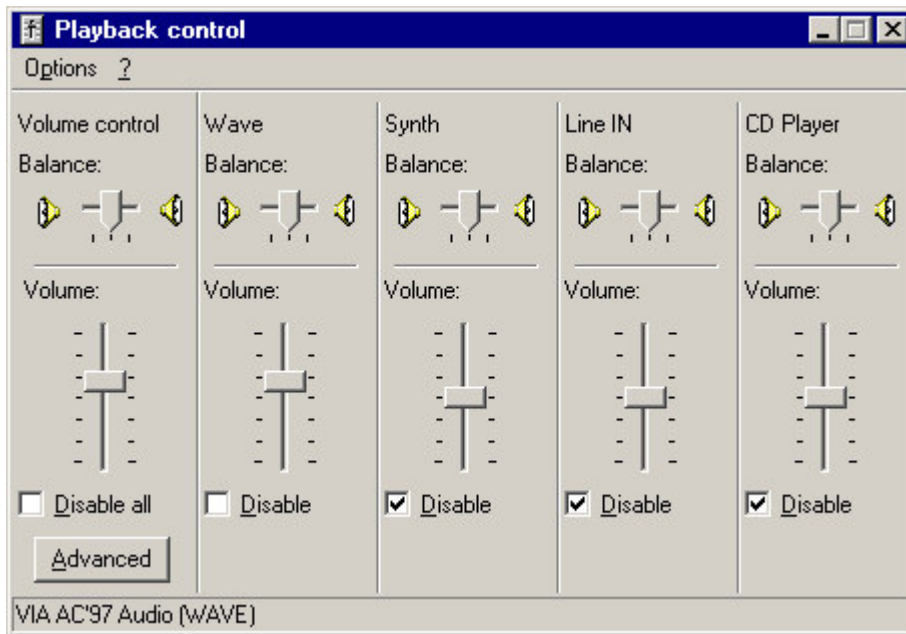 Playback control
Options ?
Volume control Wave Synth Line IN CD Player
Balance: Balance: Balance: Balance: Balance:
Volume: Volume: Volume: Volume: Volume:
Disable all Disable Disable Disable Disable
Advanced
VIA AC'97 Audio (WAVE)